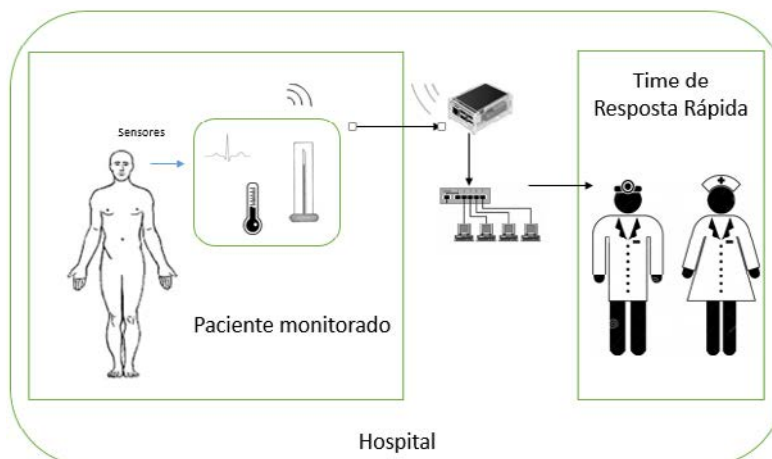 Sensores
Paciente monitorado
Time de
Resposta Rápida
Hospital